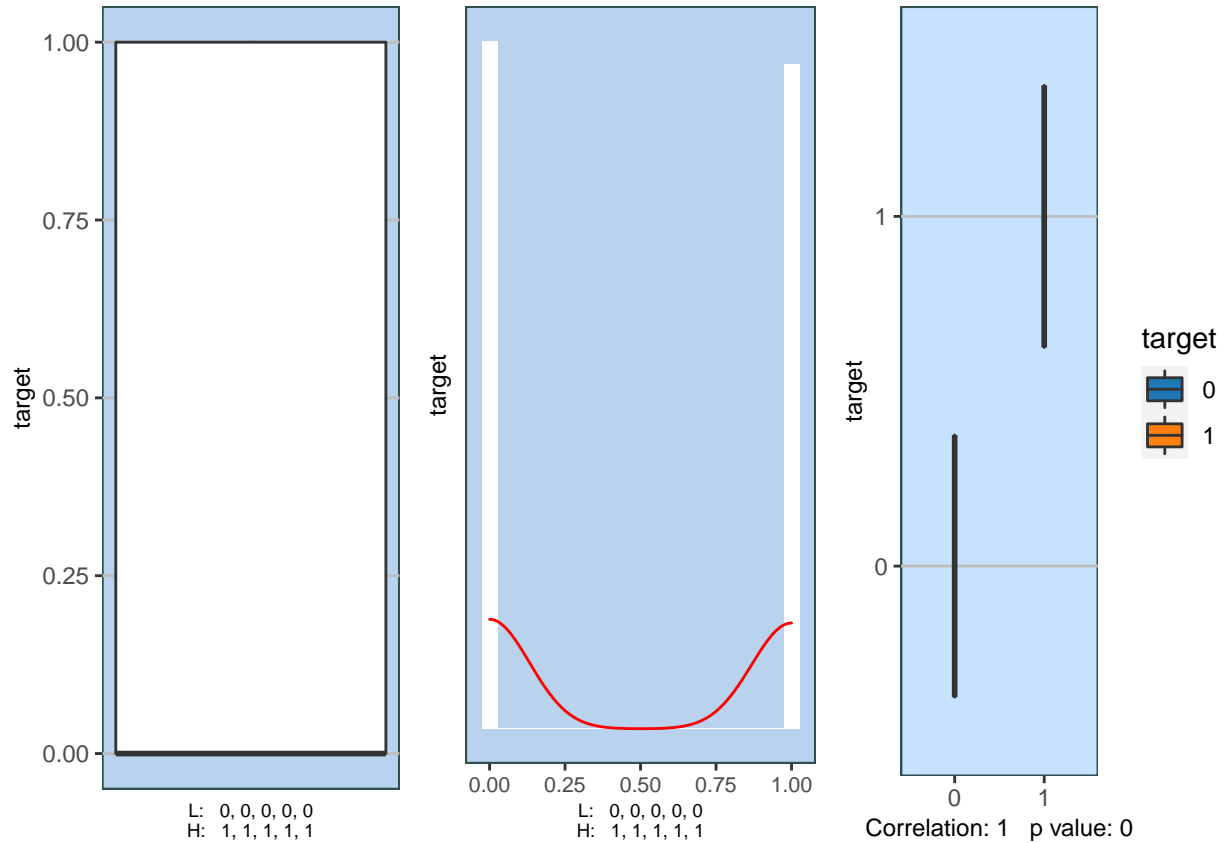 1.00
0.75
0.50
0.25
0.00
target
L: 0, 0, 0, 0, 0
H: 1, 1, 1, 1, 1
target
0.00 0.25 0.50 0.75 1.00
L: 0, 0, 0, 0, 0
H: 1, 1, 1, 1, 1
target
1
0
0 1
Correlation: 1 p value: 0
target
0
1